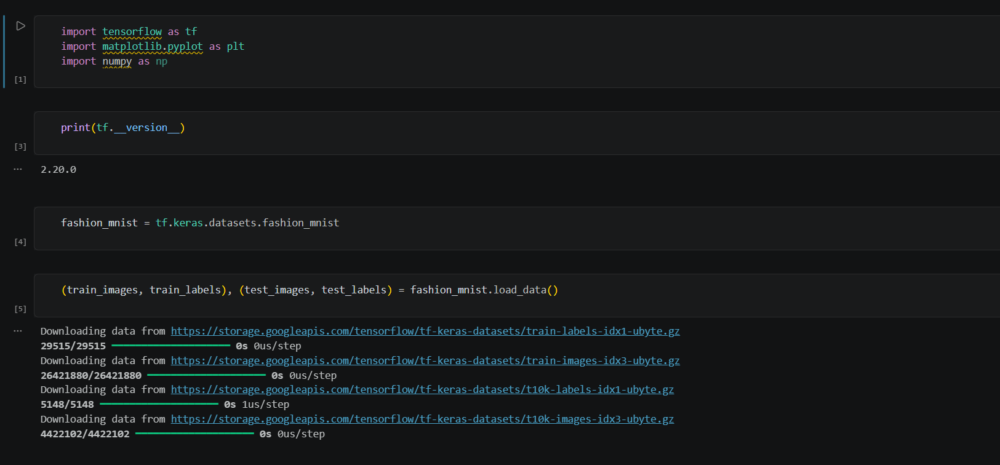 import tensorflow as tf
import matplotlib.pyplot as plt
import numpy as np
[1]
print(tf.__version__)
[3]
... 2.20.0
fashion_mnist = tf.keras.datasets.fashion_mnist
[4]
(train_images, train_labels), (test_images, test_labels) = fashion_mnist.load_data()
[5]
... Downloading data from https://storage.googleapis.com/tensorflow/tf-keras-datasets/train-labels-idx1-ubyte.gz
29515/29515 ━━━━━━━━━━━━━━━━━━━━ 0s 0us/step
Downloading data from https://storage.googleapis.com/tensorflow/tf-keras-datasets/train-images-idx3-ubyte.gz
26421880/26421880 ━━━━━━━━━━━━━━━━━━━━ 0s 0us/step
Downloading data from https://storage.googleapis.com/tensorflow/tf-keras-datasets/t10k-labels-idx1-ubyte.gz
5148/5148 ━━━━━━━━━━━━━━━━━━━━ 0s 1us/step
Downloading data from https://storage.googleapis.com/tensorflow/tf-keras-datasets/t10k-images-idx3-ubyte.gz
4422102/4422102 ━━━━━━━━━━━━━━━━━━━━ 0s 0us/step